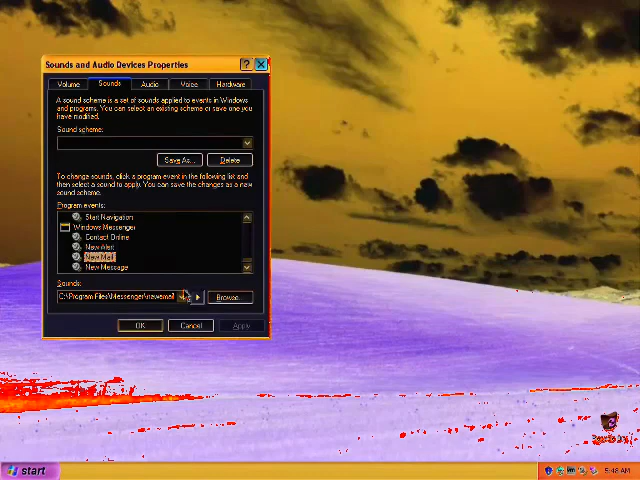 Sounds and Audio Devices Properties
Volume Sounds Audio Voice Hardware
A sound scheme is a set of sounds applied to events in Windows
and programs. You can select an existing scheme or save one you
have modified.
Sound scheme:
Save As... Delete
To change sounds, click a program event in the following list and
then select a sound to apply. You can save the changes as a new
sound scheme.
Program events:
Start Navigation
Windows Messenger
Contact Online
New Alert
New Mail
New Message
Sounds:
C:\Program Files\Messenger\newemail
Browse...
OK Cancel Apply
start
5:48 AM